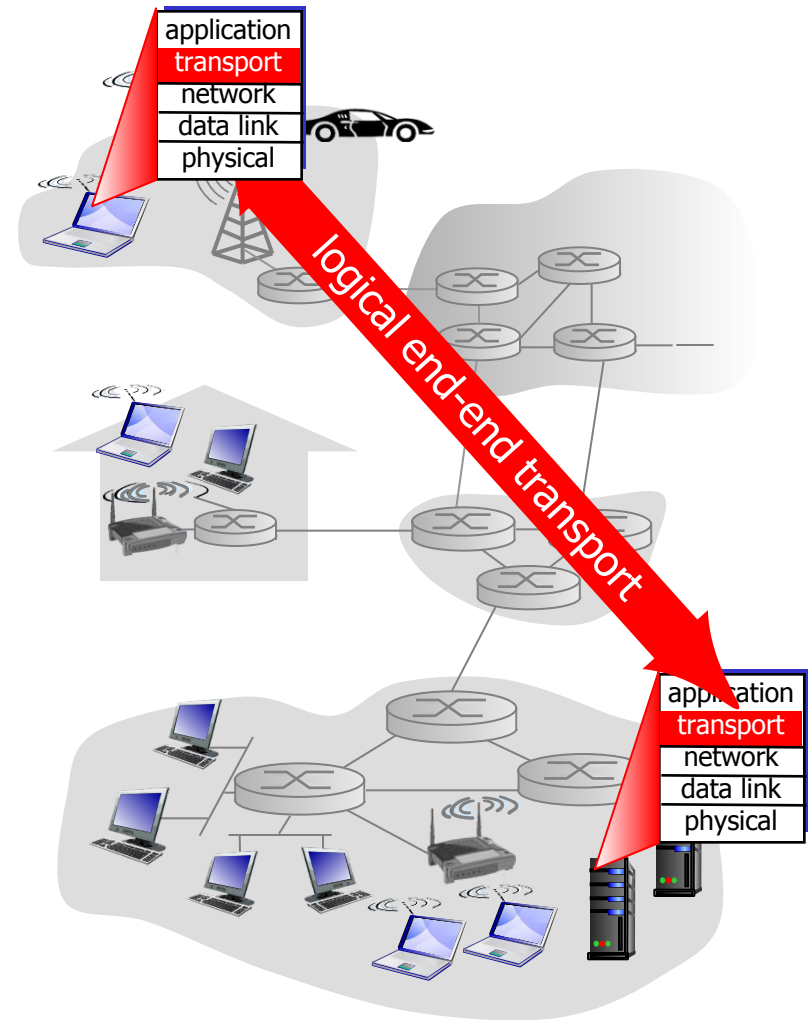 application
transport
network
data link
physical
logical end-end transport
application
transport
network
data link
physical